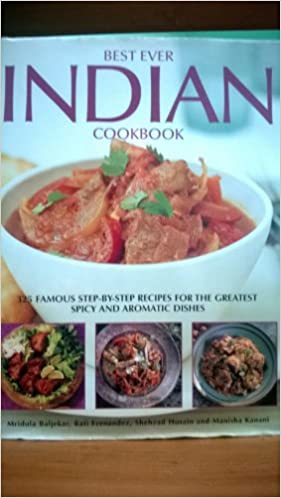 BEST EVER
INDIAN
COOKBOOK
325 FAMOUS STEP-BY-STEP RECIPES FOR THE GREATEST
SPICY AND AROMATIC DISHES
Mridula Baljekar, Rafi Fernandez, Shehzad Husain and Manisha Kanani